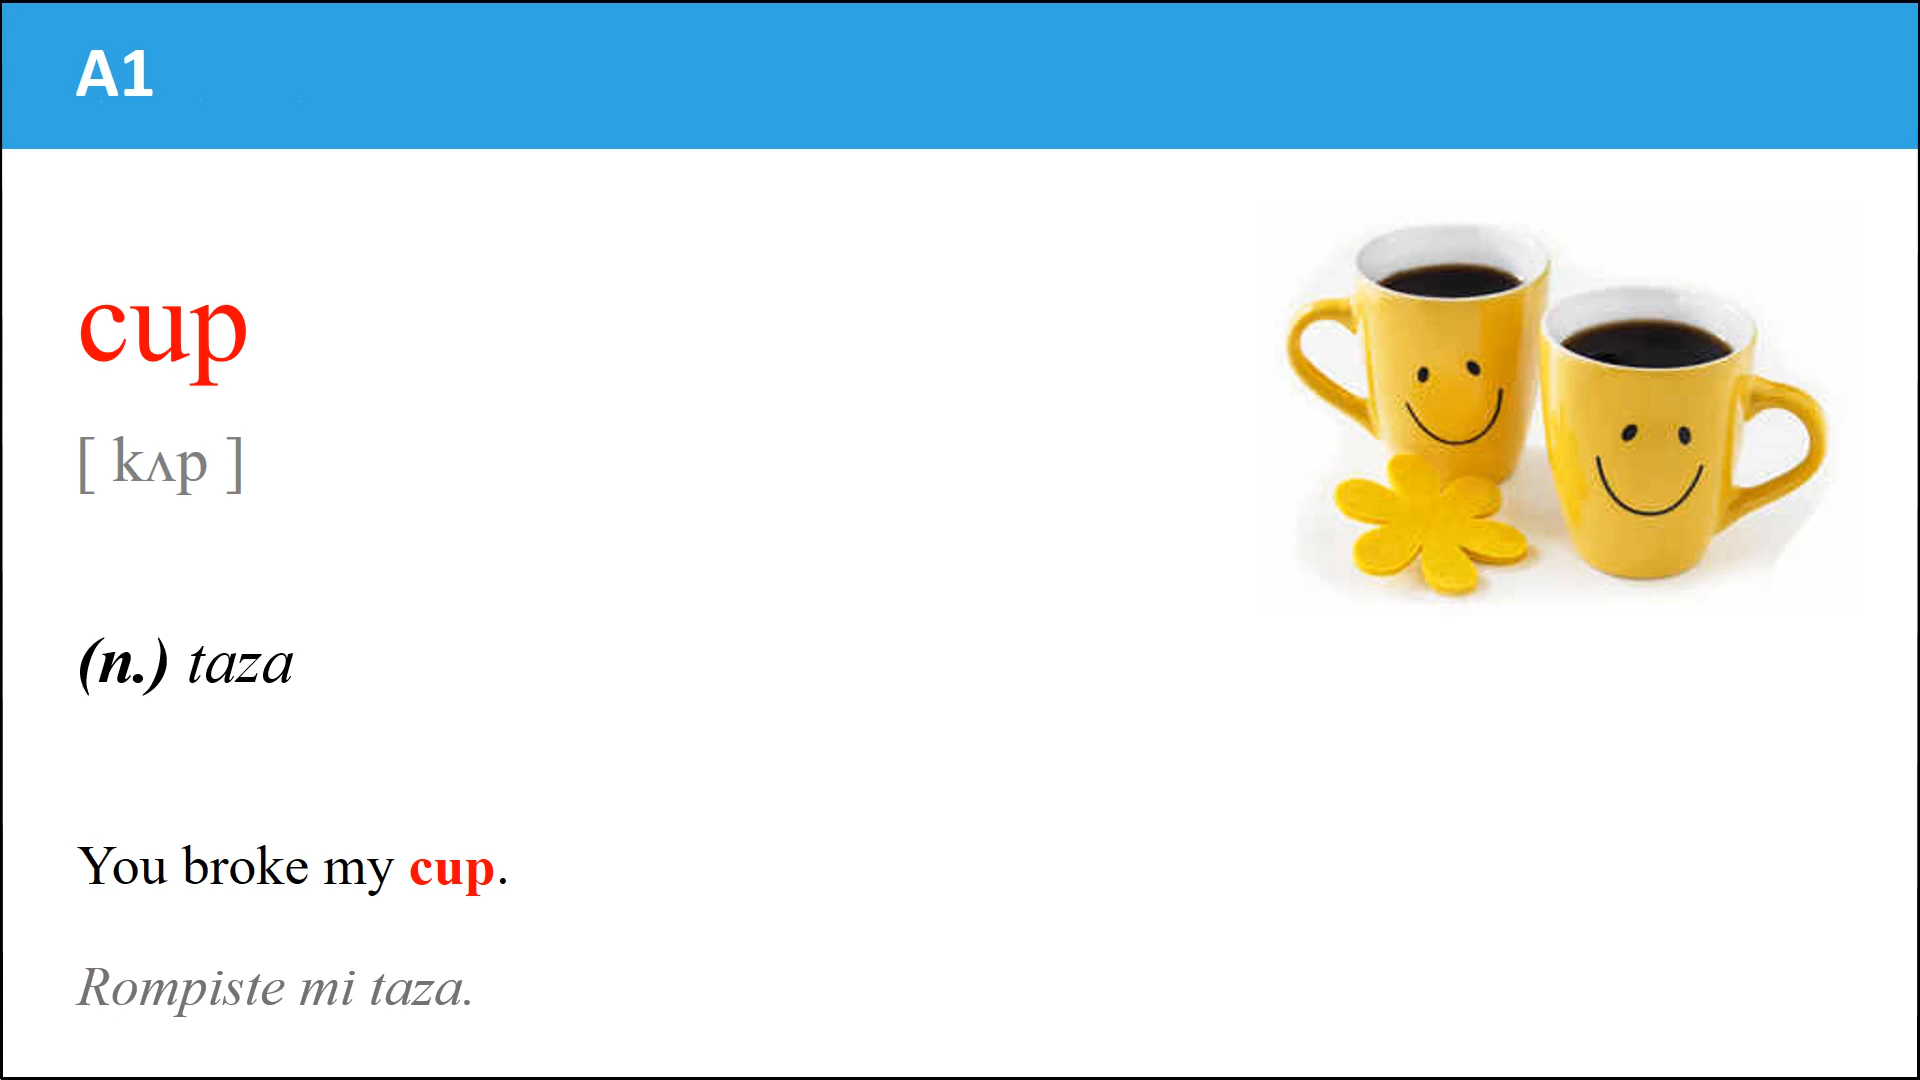 A1
cup
[ kʌp ]
(n.) taza
You broke my cup.
Rompiste mi taza.